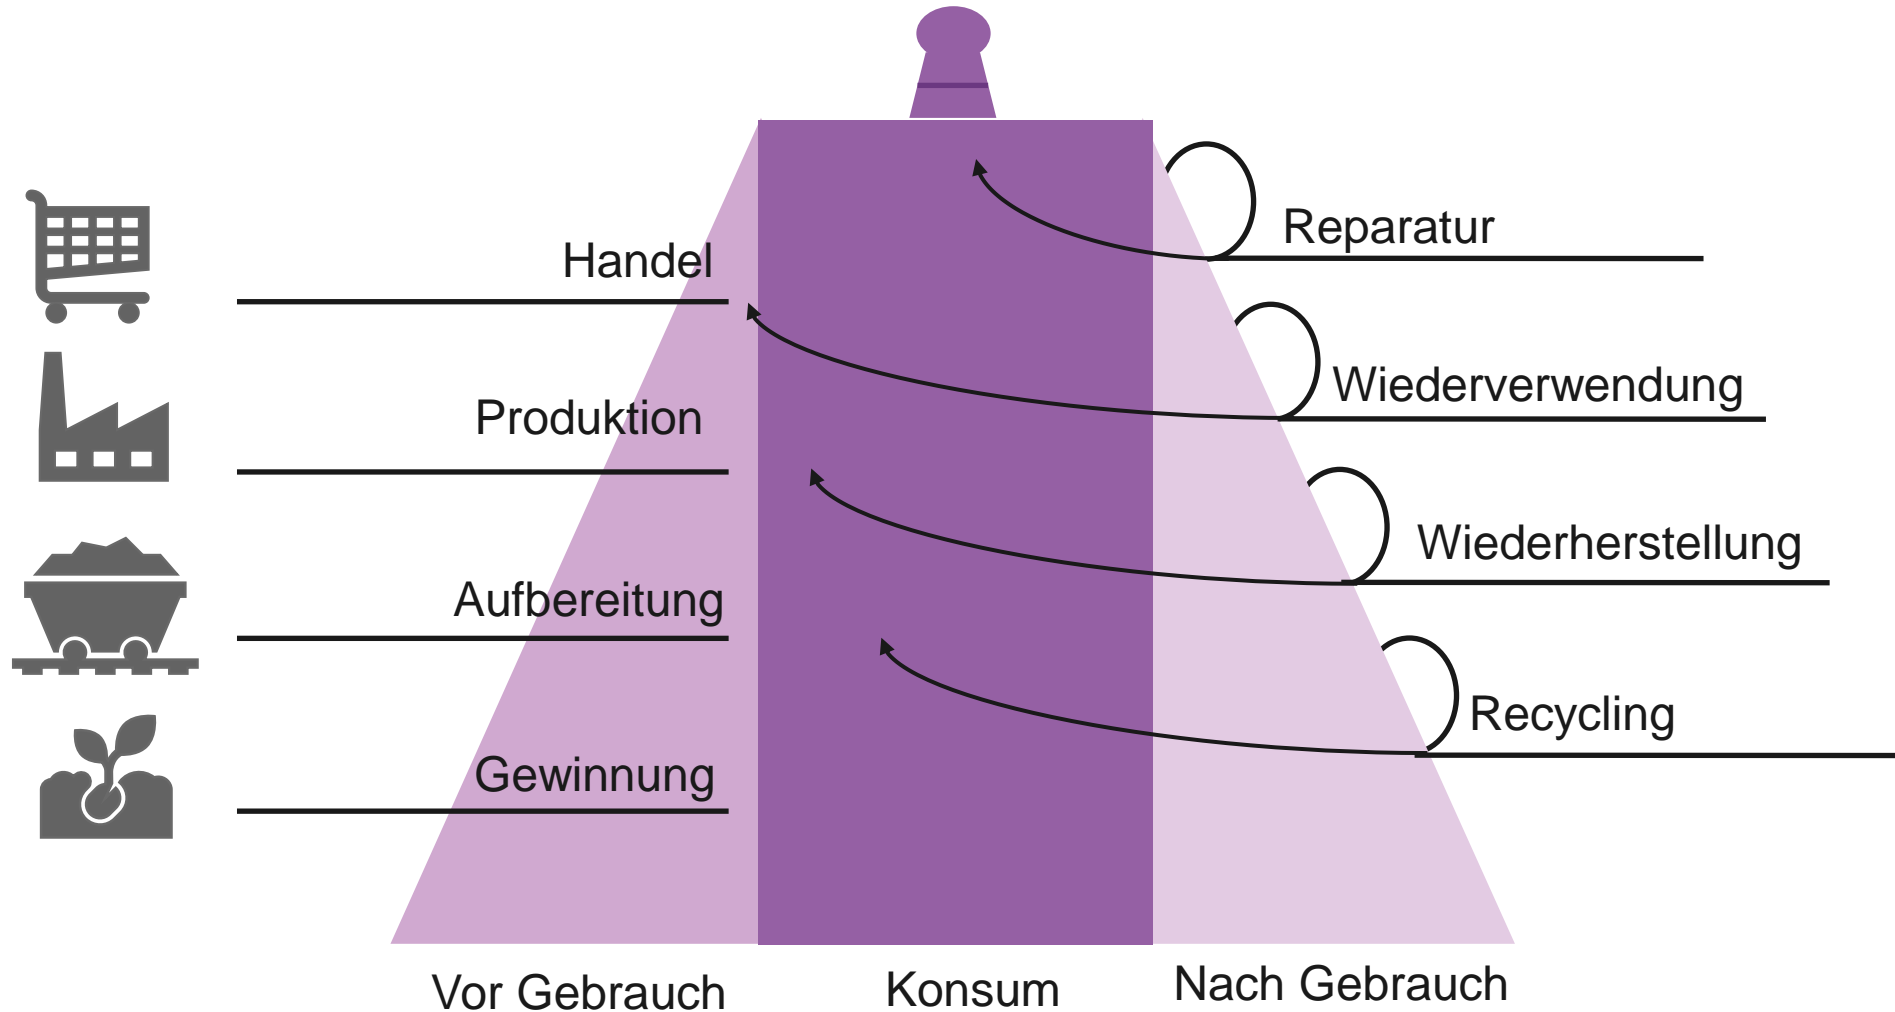 Handel
Produktion
Aufbereitung
Gewinnung
Reparatur
Wiederverwendung
Wiederherstellung
Recycling
Vor Gebrauch
Konsum
Nach Gebrauch